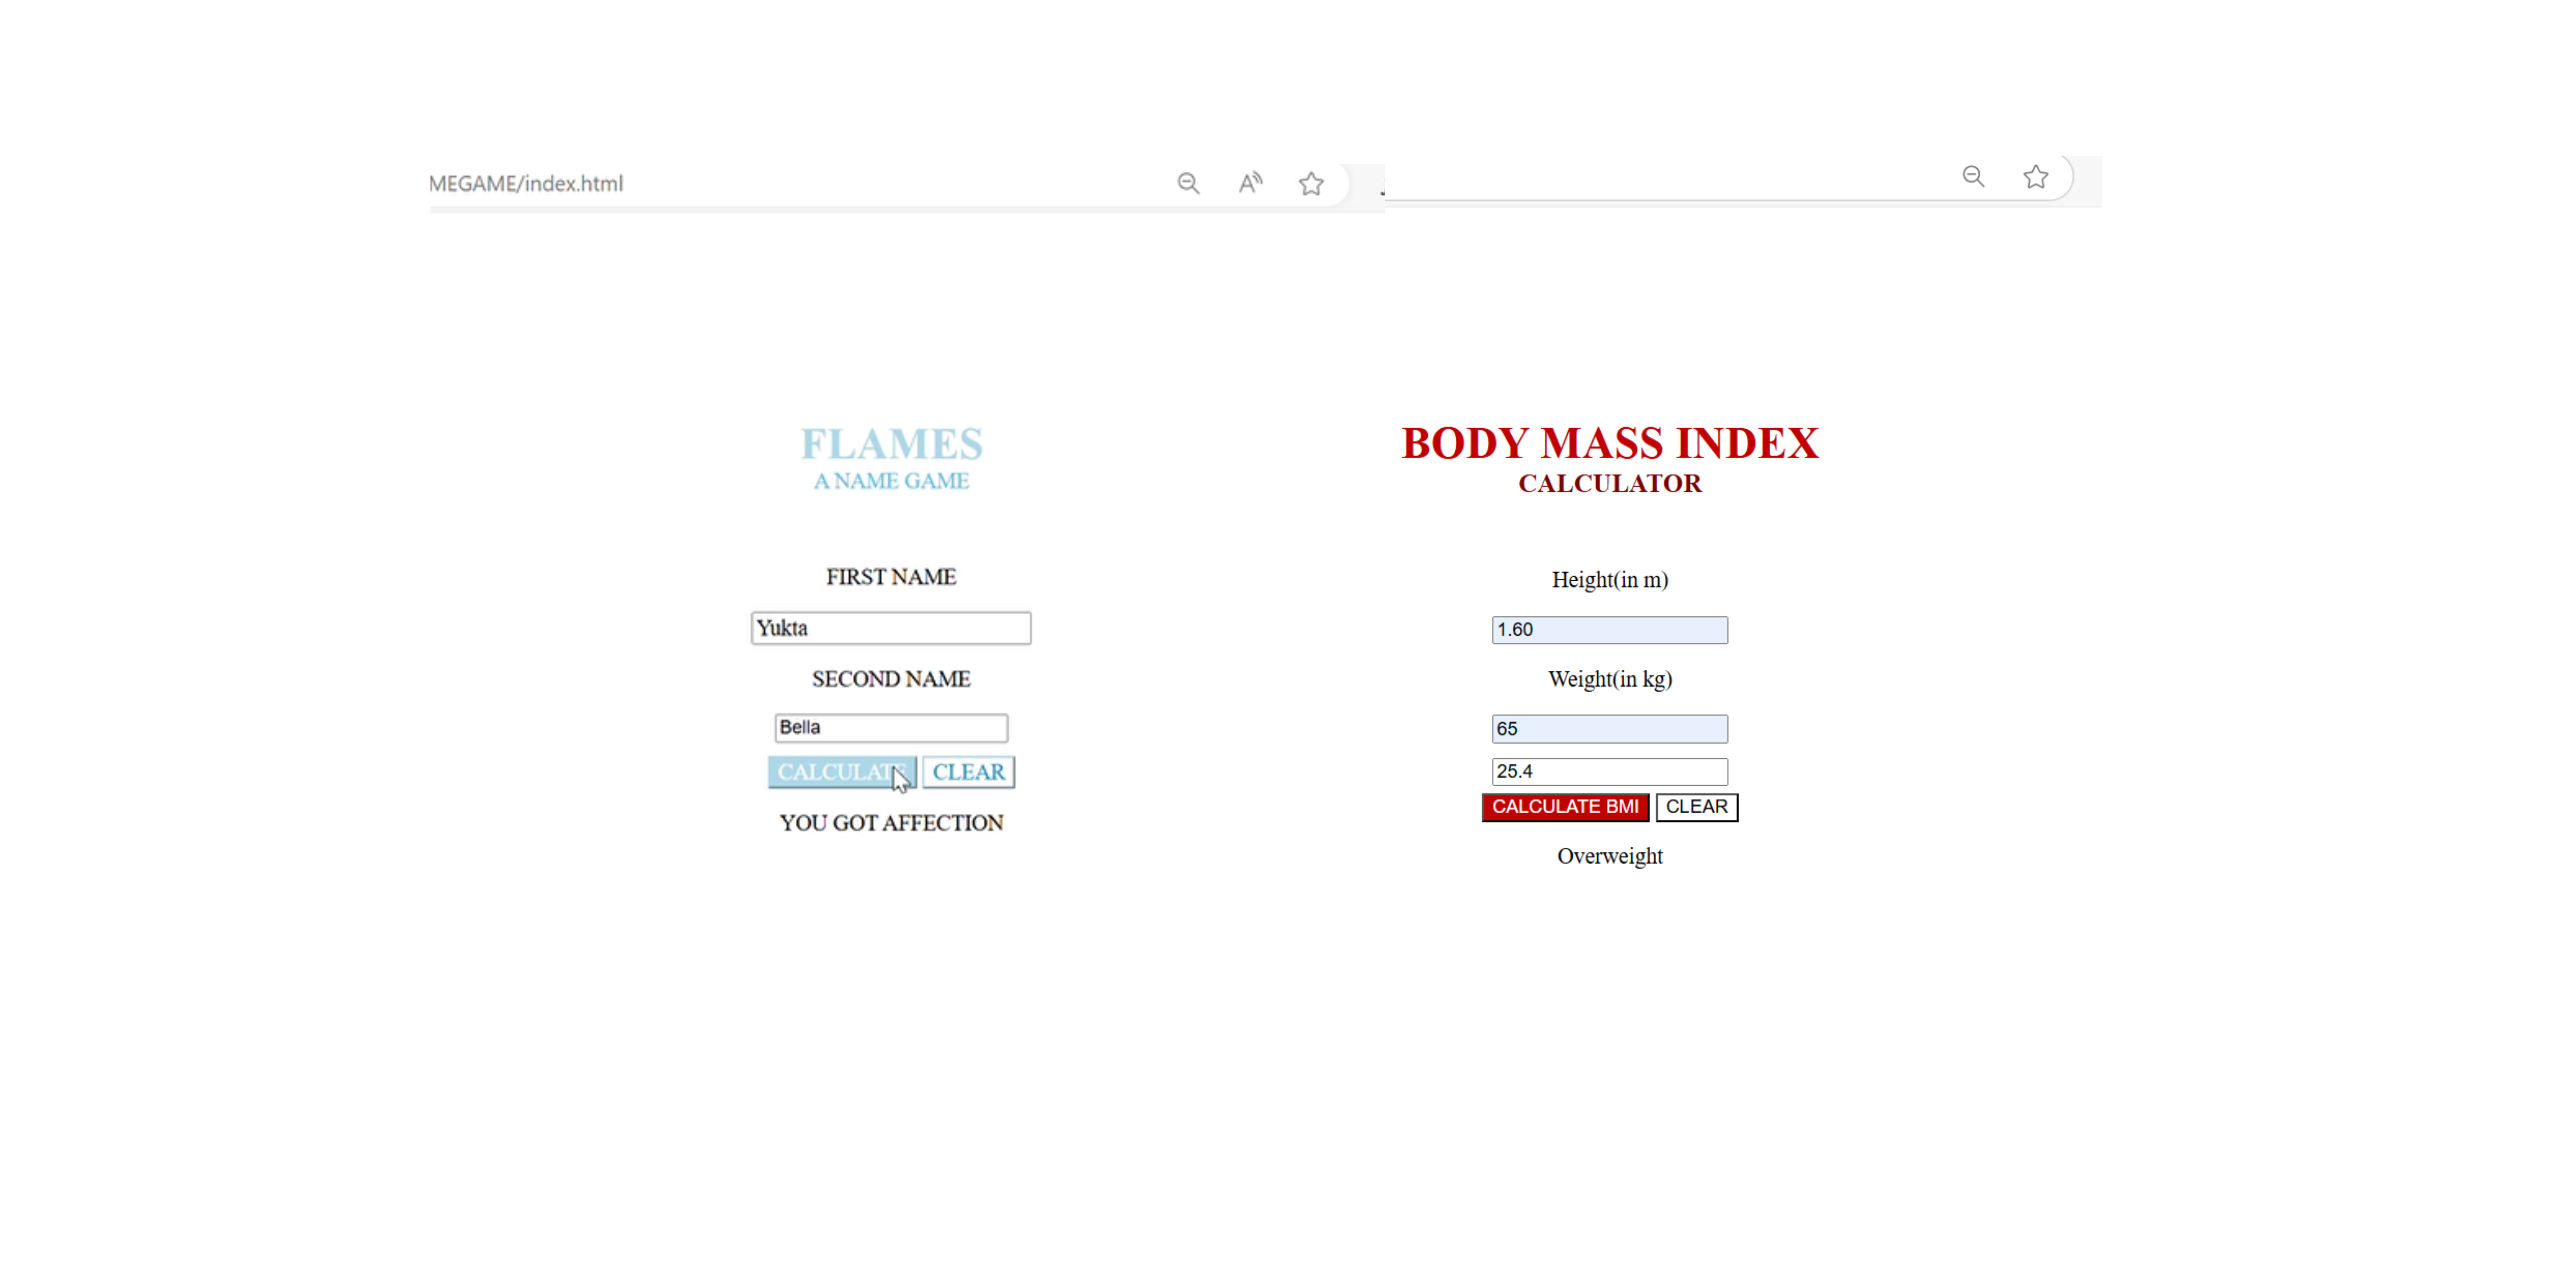 MEGAME/index.html
FLAMES
A NAME GAME
FIRST NAME
Yukta
SECOND NAME
Bella
CALCULATE CLEAR
YOU GOT AFFECTION
BODY MASS INDEX
CALCULATOR
Height(in m)
1.60
Weight(in kg)
65
25.4
CALCULATE BMI CLEAR
Overweight